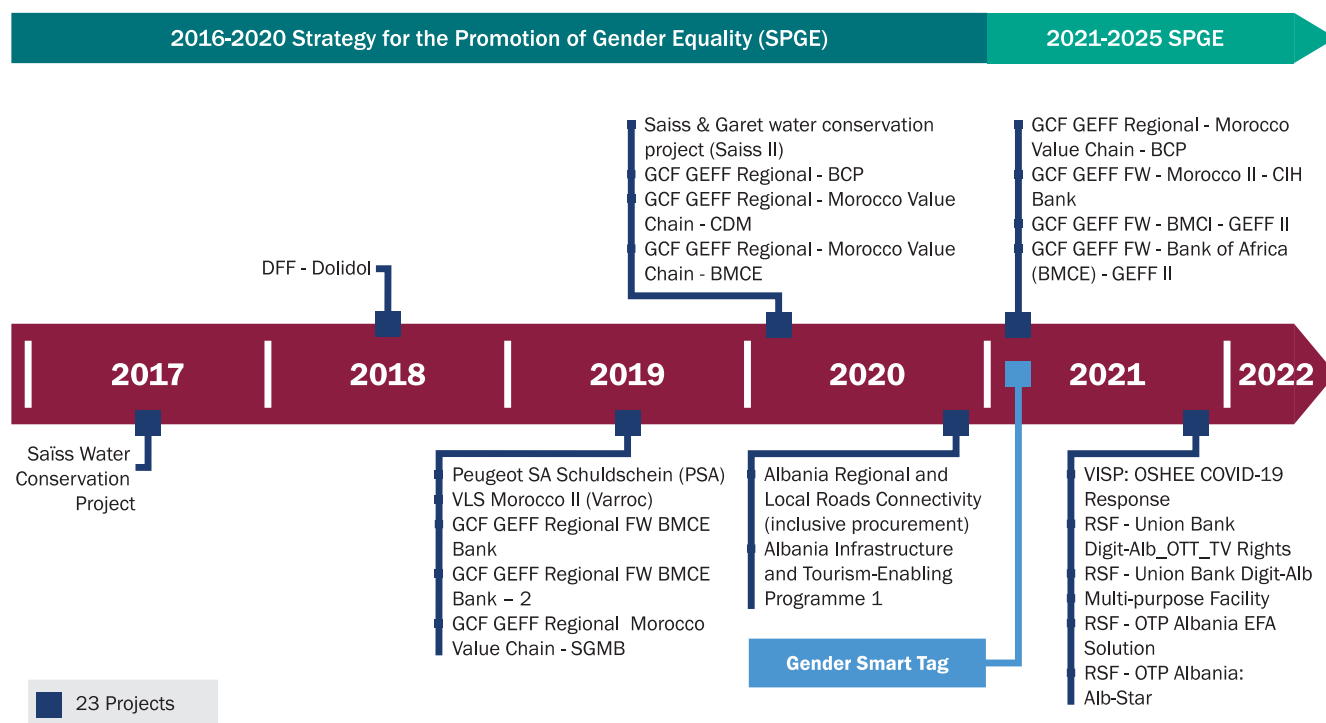 2016-2020 Strategy for the Promotion of Gender Equality (SPGE)
2021-2025 SPGE
Saiss & Garet water conservation
project (Saiss II)
GCF GEFF Regional - BCP
GCF GEFF Regional - Morocco Value
Chain - CDM
GCF GEFF Regional - Morocco Value
Chain - BMCE
GCF GEFF Regional - Morocco
Value Chain - BCP
GCF GEFF FW - Morocco II - CIH
Bank
GCF GEFF FW - BMCI - GEFF II
GCF GEFF FW - Bank of Africa
(BMCE) - GEFF II
DFF - Dolidol
2017
2018
2019
2020
2021
2022
Saïss Water
Conservation
Project
Peugeot SA Schuldschein (PSA)
VLS Morocco II (Varroc)
GCF GEFF Regional FW BMCE
Bank
GCF GEFF Regional FW BMCE
Bank – 2
GCF GEFF Regional Morocco
Value Chain - SGMB
Albania Regional and
Local Roads Connectivity
(inclusive procurement)
Albania Infrastructure
and Tourism-Enabling
Programme 1
VISP: OSHEE COVID-19
Response
RSF - Union Bank
Digit-Alb_OTT_TV Rights
RSF - Union Bank Digit-Alb
Multi-purpose Facility
RSF - OTP Albania EFA
Solution
RSF - OTP Albania:
Alb-Star
Gender Smart Tag
23 Projects